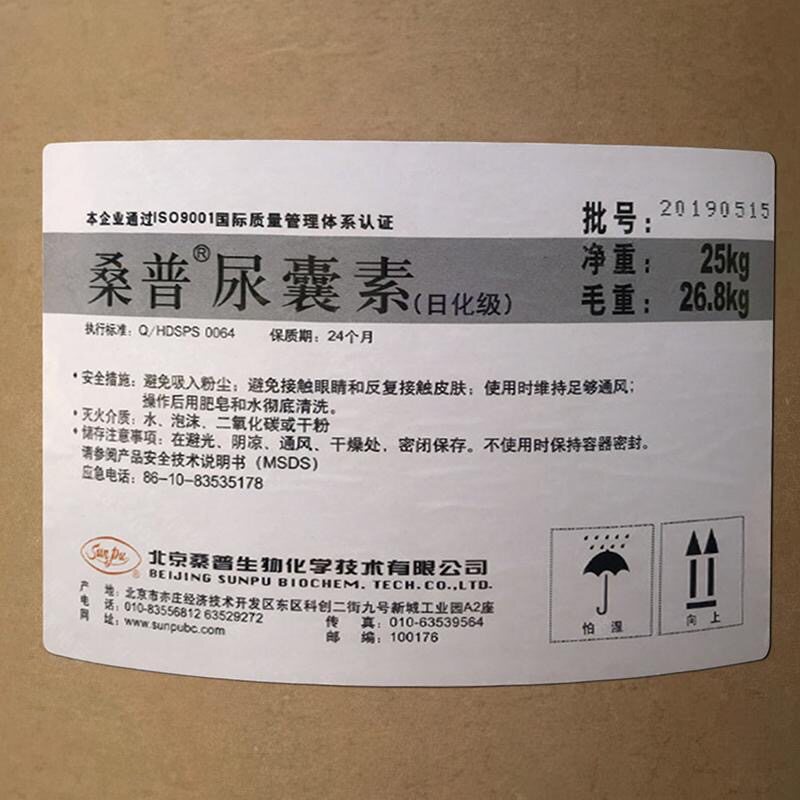 本企业通过ISO9001国际质量管理体系认证
批号：20190515
桑普®尿囊素(日化级)
净重：25kg
毛重：26.8kg
执行标准：Q/HDSPS 0064 保质期：24个月
·安全措施：避免吸入粉尘；避免接触眼睛和反复接触皮肤；使用时维持足够通风；
操作后用肥皂和水彻底清洗。
·灭火介质：水、泡沫、二氧化碳或干粉
·储存注意事项：在避光、阴凉、通风、干燥处，密闭保存。不使用时保持容器密封。
请参阅产品安全技术说明书（MSDS）
应急电话：86-10-83535178
Sunpu®
北京桑普生物化学技术有限公司
BEIJING SUNPU BIOCHEM. TECH.CO.,LTD.
产地：北京市亦庄经济技术开发区东区科创二街九号新城工业园A2座
电话：010-83556812 63529272 传真：010-63539564
网址：www.sunpubc.com 邮编：100176
怕湿
向上